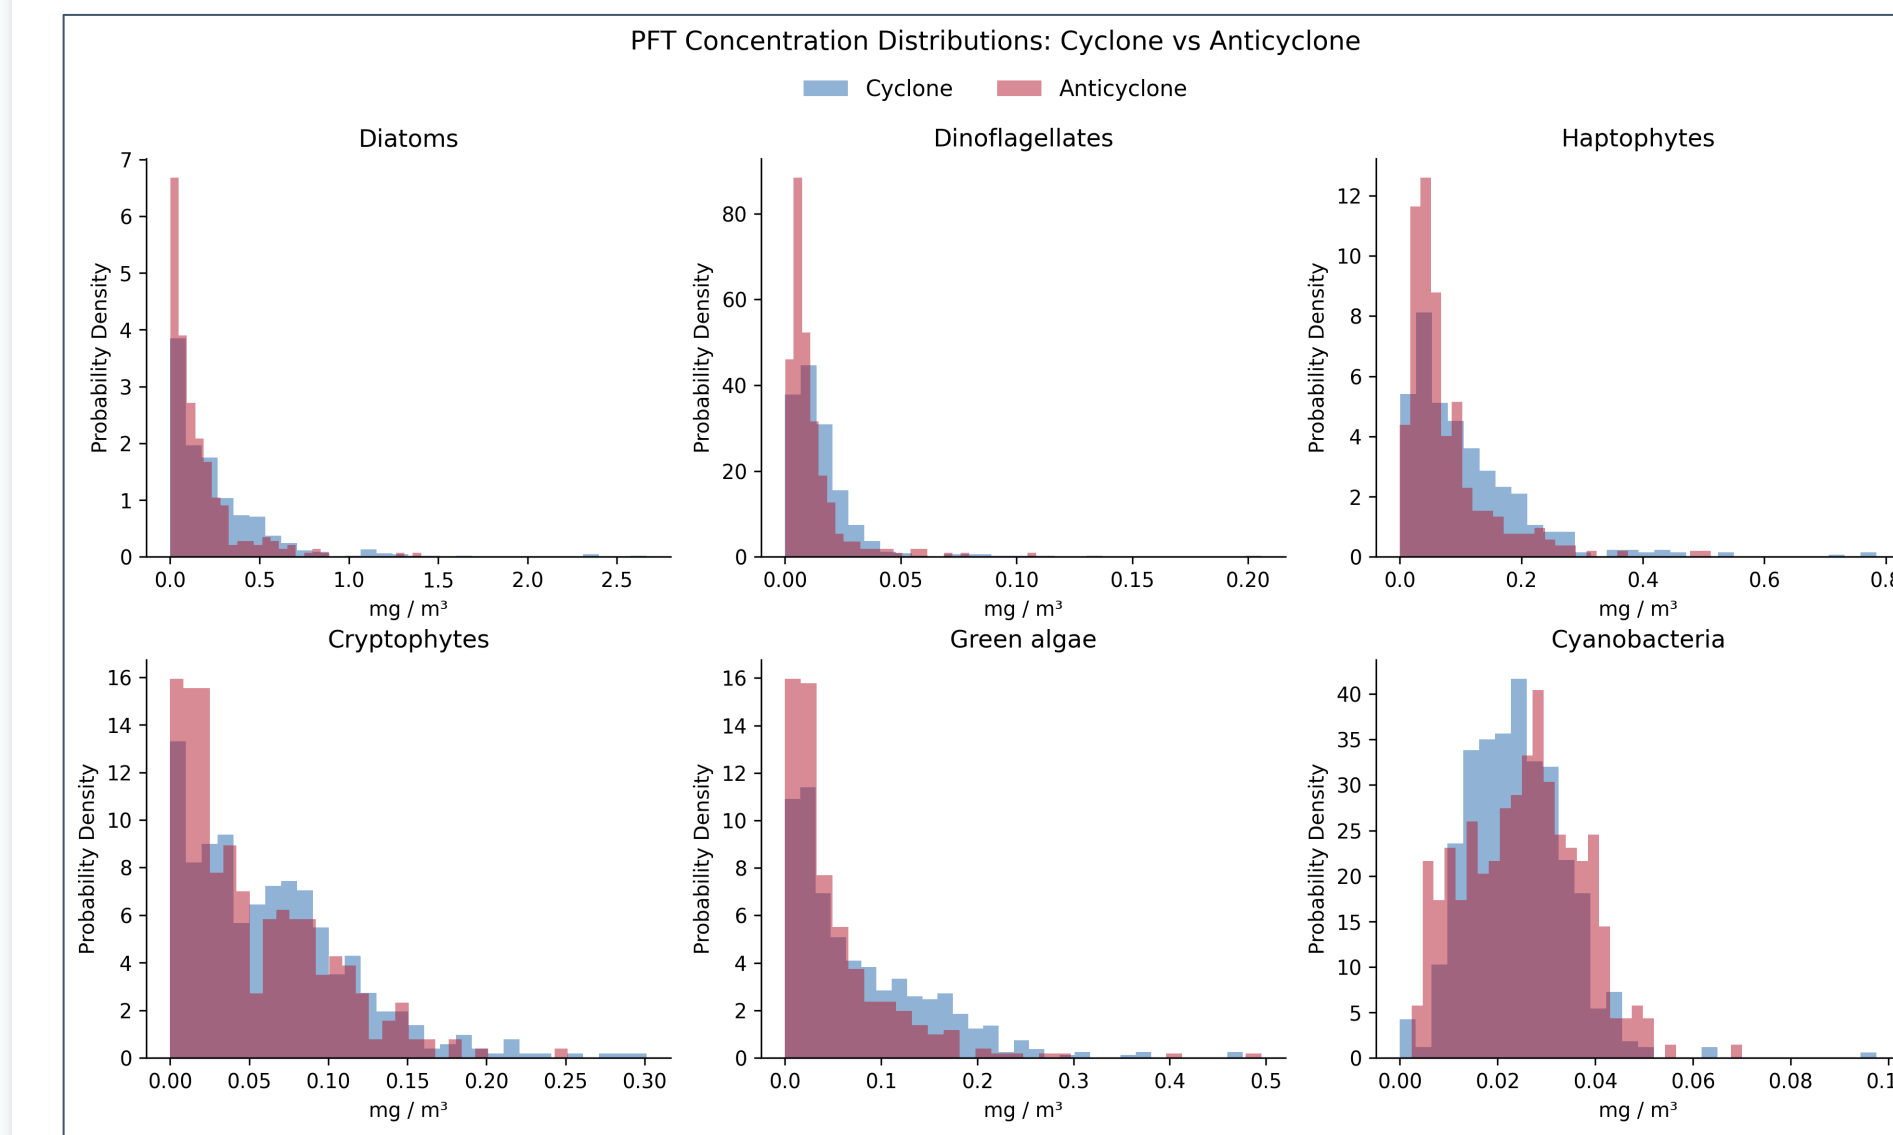 PFT Concentration Distributions: Cyclone vs Anticyclone
Cyclone Anticyclone
Diatoms
Probability Density
7
6
5
4
3
2
1
0
0.0 0.5 1.0 1.5 2.0 2.5
mg / m³
Dinoflagellates
Probability Density
80
60
40
20
0
0.00 0.05 0.10 0.15 0.20
mg / m³
Haptophytes
Probability Density
12
10
8
6
4
2
0
0.0 0.2 0.4 0.6
mg / m³
Cryptophytes
Probability Density
16
14
12
10
8
6
4
2
0
0.00 0.05 0.10 0.15 0.20 0.25 0.30
mg / m³
Green algae
Probability Density
16
14
12
10
8
6
4
2
0
0.0 0.1 0.2 0.3 0.4 0.5
mg / m³
Cyanobacteria
Probability Density
40
35
30
25
20
15
10
5
0
0.00 0.02 0.04 0.06 0.08
mg / m³